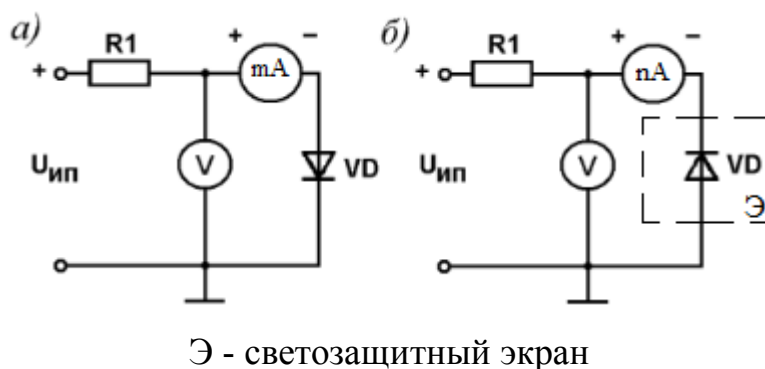 а) R1 + mA − б) R1 + nA −
+ +
Uип V VD Uип V VD
Э
Э - светозащитный экран